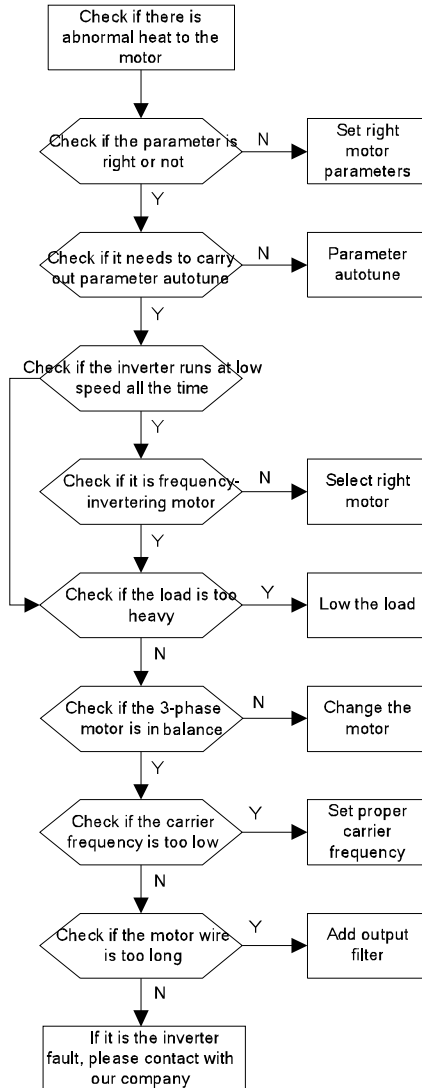 Check if there is
abnormal heat to the
motor
Check if the parameter is
right or not
N
Set right
motor
parameters
Y
Check if it needs to carry
out parameter autotune
N
Parameter
autotune
Y
Check if the inverter runs at low
speed all the time
Y
Check if it is frequency-
invertering motor
N
Select right
motor
Y
Check if the load is too
heavy
Y
Low the load
N
Check if the 3-phase
motor is in balance
N
Change the
motor
Y
Check if the carrier
frequency is too low
Y
Set proper
carrier
frequency
N
Check if the motor wire
is too long
Y
Add output
filter
N
If it is the inverter
fault, please contact with
our company